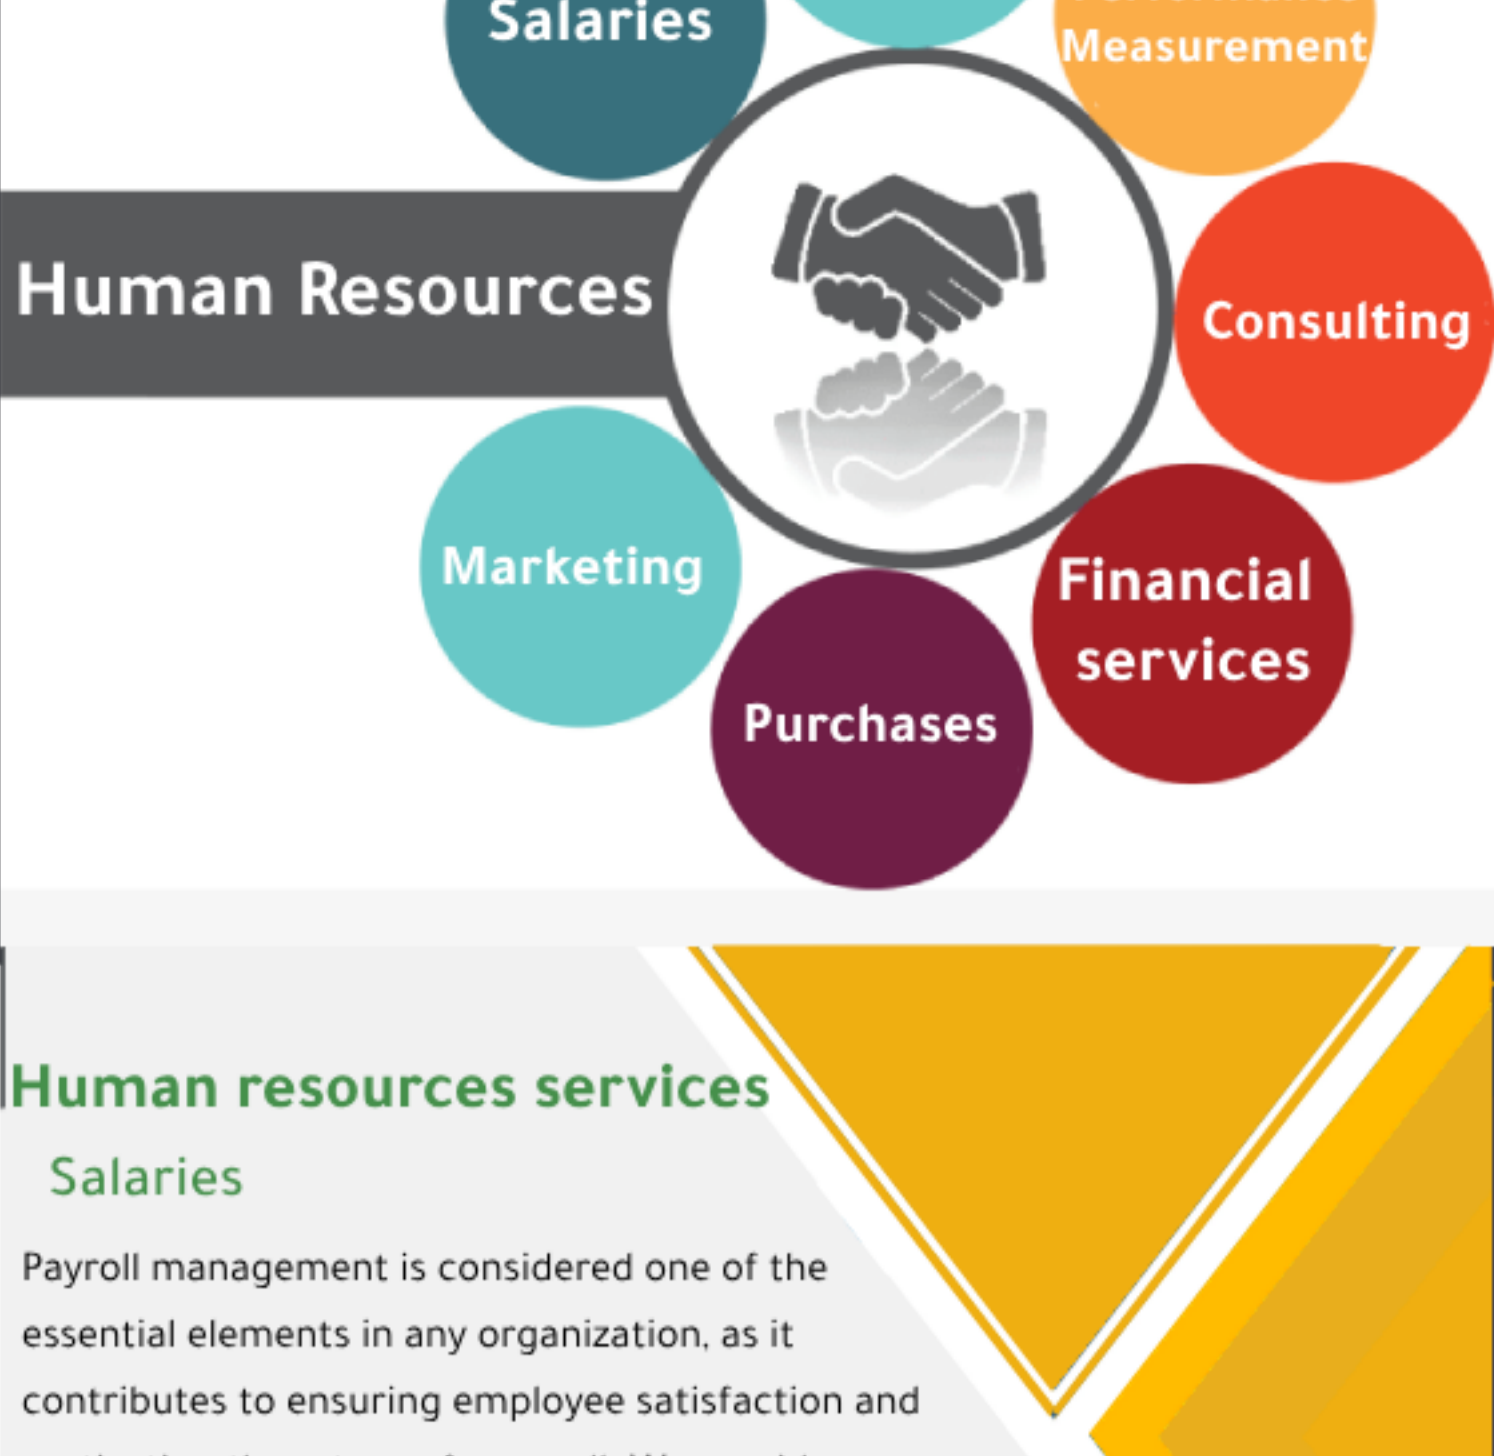 Salaries
Measurement
Human Resources
Consulting
Marketing
Financial
services
Purchases
Human resources services
Salaries
Payroll management is considered one of the
essential elements in any organization, as it
contributes to ensuring employee satisfaction and